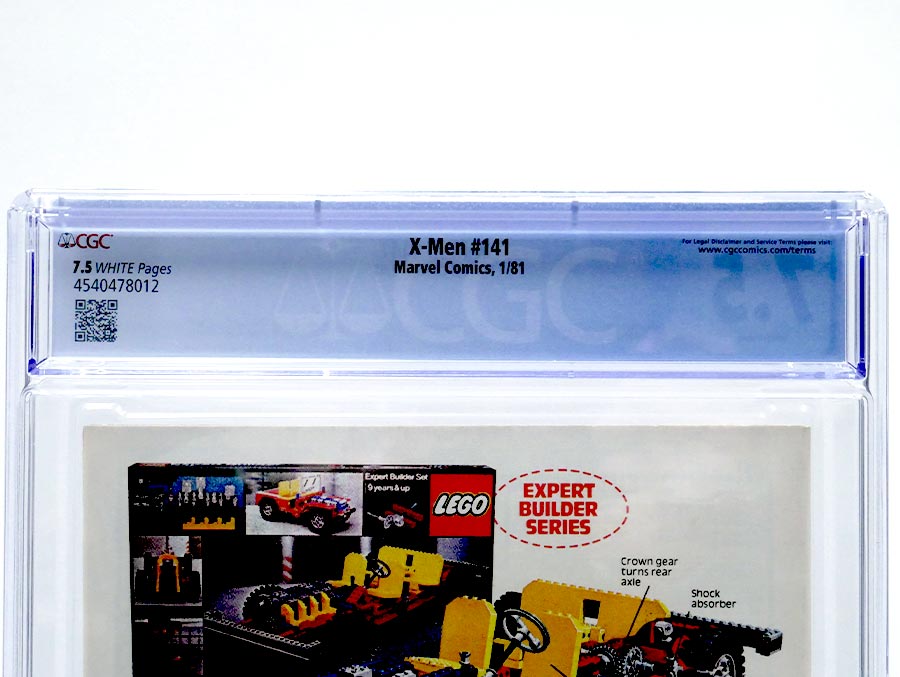 CGC
X-Men #141
Marvel Comics, 1/81
For Legal Disclaimer and Service Terms please visit:
www.cgccomics.com/terms
7.5 WHITE Pages
4540478012
CGC
Expert Builder Set
9 years & up
LEGO
EXPERT
BUILDER
SERIES
Crown gear
turns rear
axle
Shock
absorber